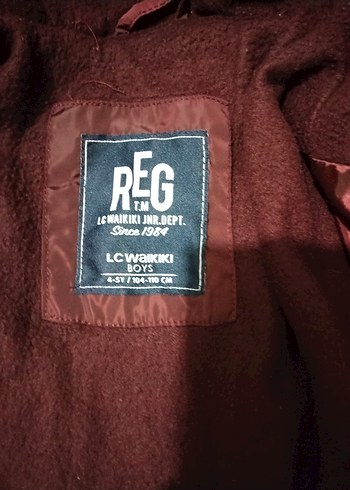 REG
T.M
LC WAIKIKI JNR.DEPT.
Since 1984
LC WAIKIKI
BOYS
4-5Y / 104-110 CM